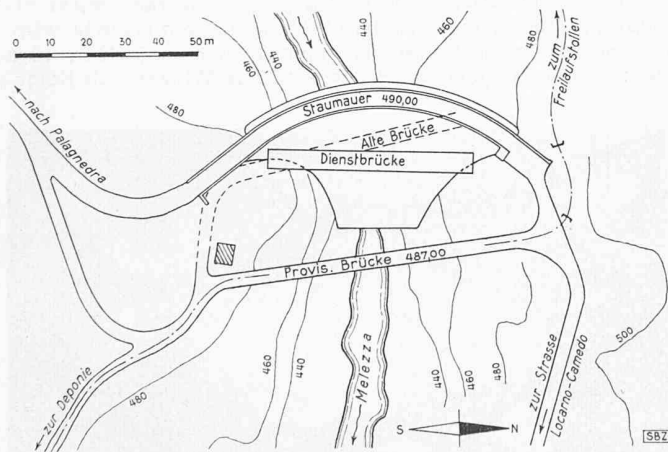 0 10 20 30 40 50 m
440
460
480
460
440
480
480
zum
Freilaufstollen
nach Palagnedra
Staumauer 490,00
Alte Brücke
Dienstbrücke
Provis. Brücke 487,00
zur Deponie
480
460
440
Melezza
440
460
480
500
zur Strasse
Locarno-Camedo
S N
SBZ